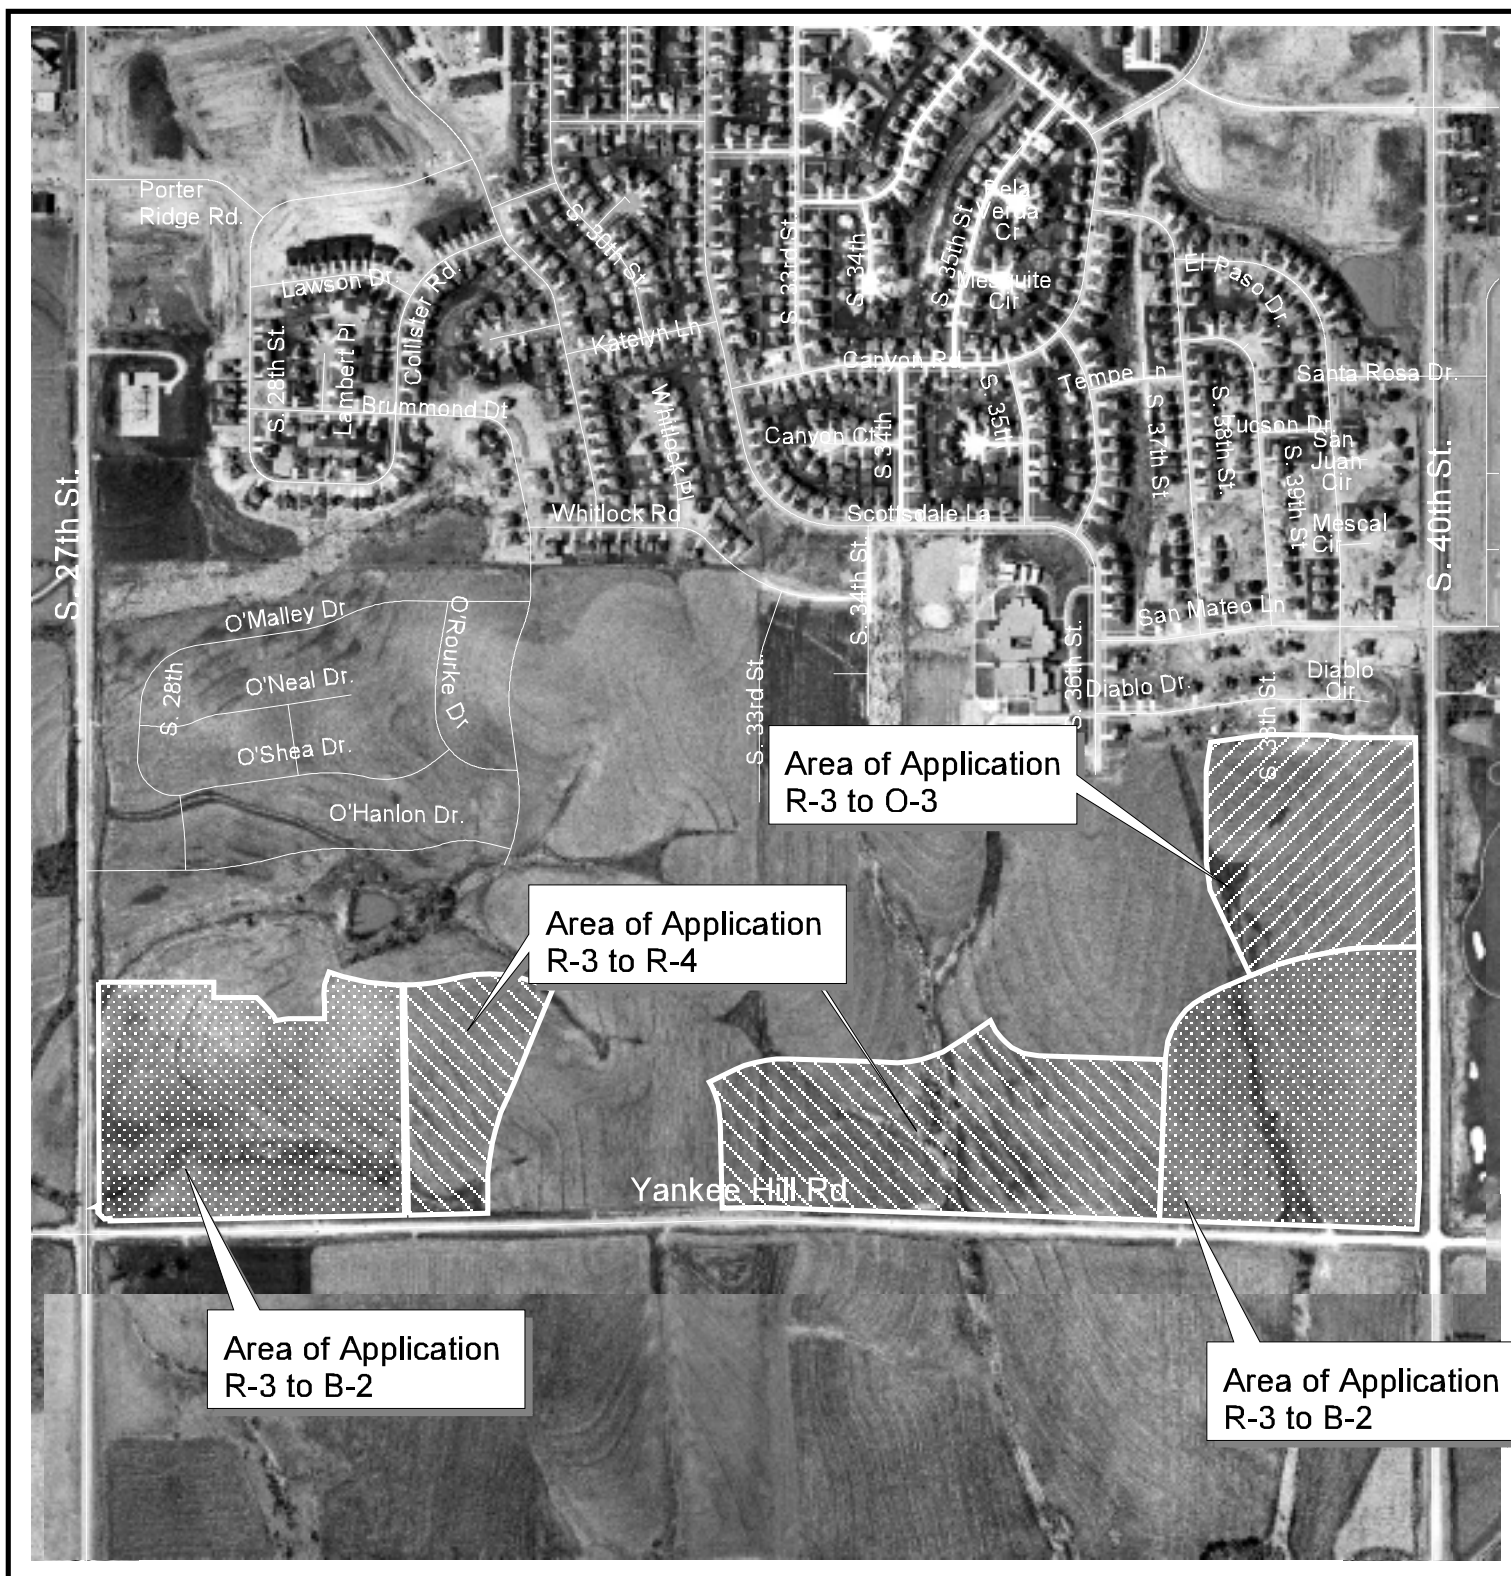 Porter
Ridge Rd.
S. 30th St.
S. 33rd St.
S. 34th
S. 35th St
Bela
Verda
Cir
Mesquite
Cir
El Paso Dr.
Lawson Dr.
Collister Rd.
S. 28th St.
Lambert Pl
Katelyn Ln
Canyon Rd
Tempe Ln
Santa Rosa Dr.
Brummond Dt
Whitlock Pl
Canyon Ct
S. 34th
S. 35th
S. 37th St
S. 38th St.
Tucson Dr.
San
Juan
Cir
S. 39th St
Mescal
Cir
S. 27th St.
S. 40th St.
Whitlock Rd
Scottsdale La
S. 34th St.
O'Malley Dr
O'Rourke Dr
San Mateo Ln
S. 28th
O'Neal Dr.
S. 33rd St.
S. 36th St.
Diablo Dr.
Diablo
Cir
O'Shea Dr.
S. 38th St.
O'Hanlon Dr.
Area of Application
R-3 to O-3
Area of Application
R-3 to R-4
Yankee Hill Rd
Area of Application
R-3 to B-2
Area of Application
R-3 to B-2